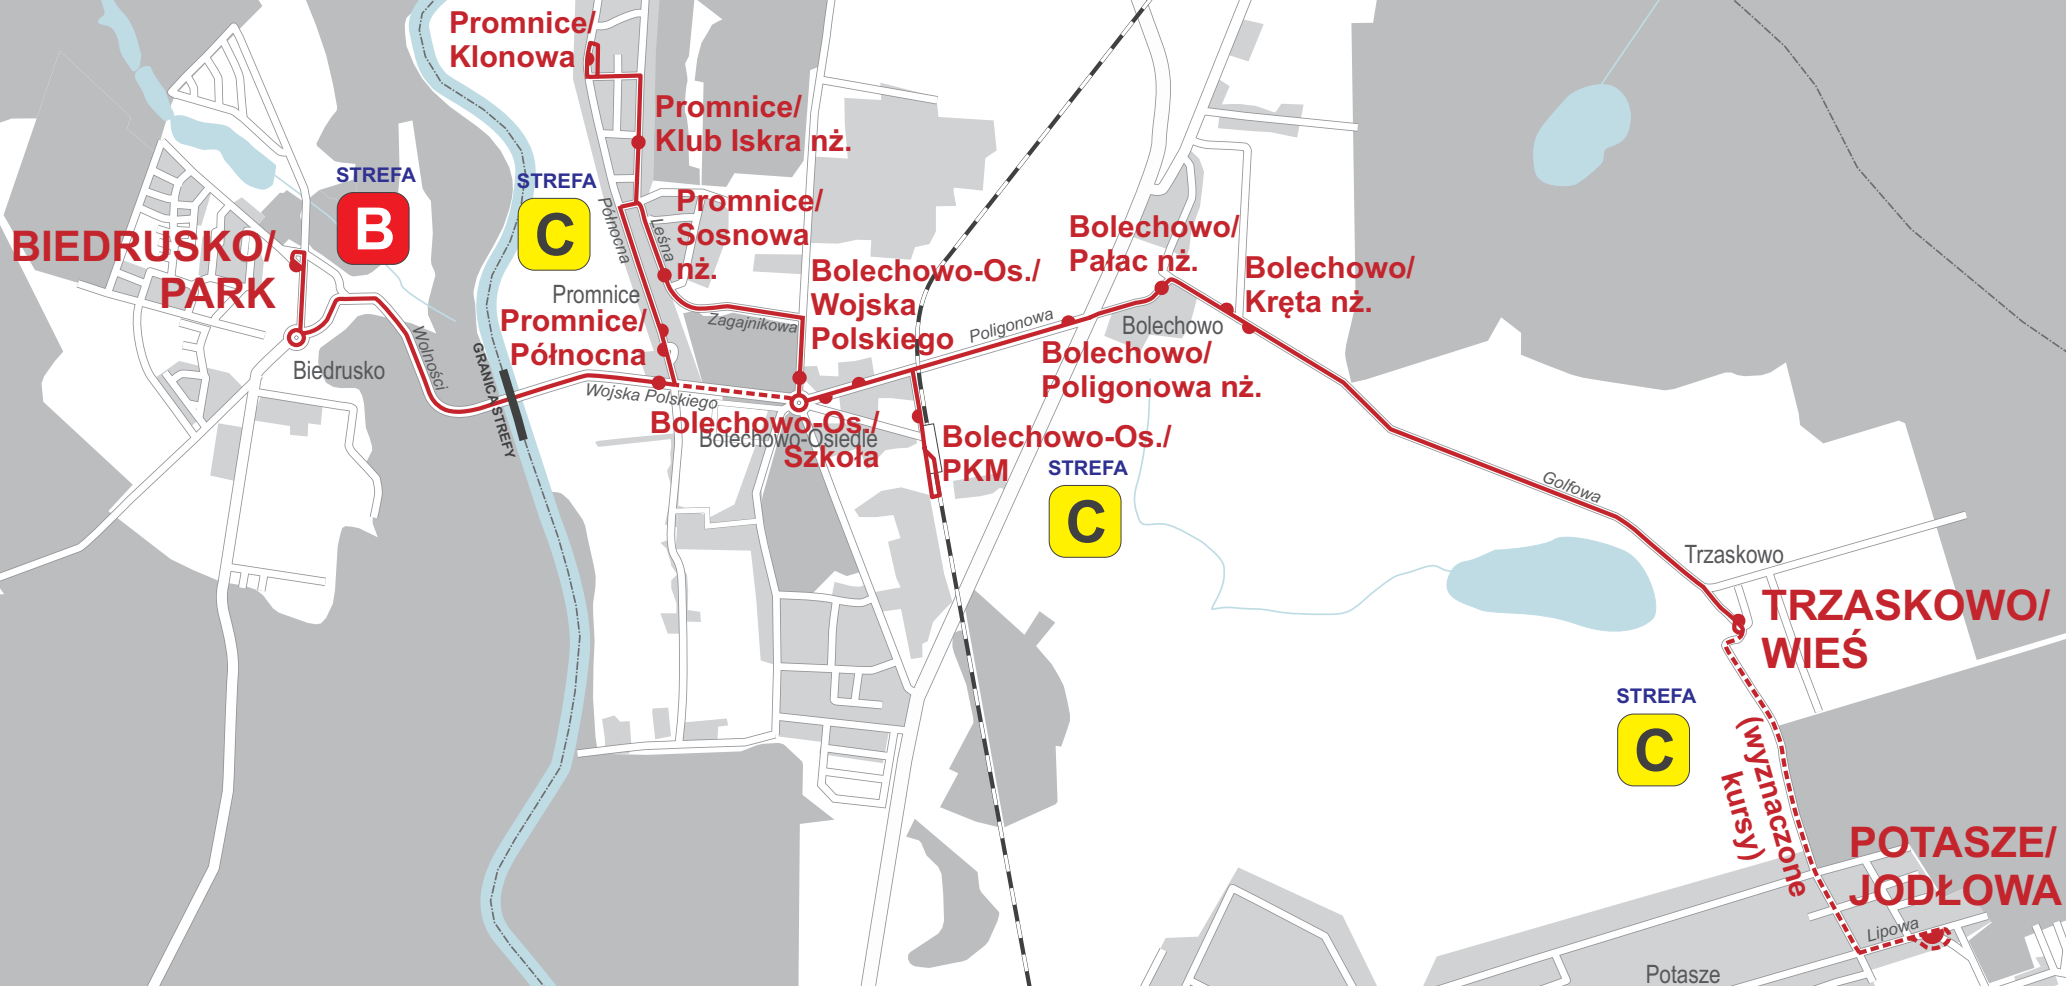 Promnice/
Klonowa
Promnice/
Klub Iskra nż.
STREFA
B
STREFA
C
Północna
Leśna
Promnice/
Sosnowa
nż.
BIEDRUSKO/
PARK
Promnice
Promnice/
Północna
Zagajnikowa
Bolechowo-Os./
Wojska
Polskiego
Poligonowa
Bolechowo/
Pałac nż.
Bolechowo/
Kręta nż.
Bolechowo
Bolechowo/
Poligonowa nż.
Biedrusko
Wolności
GRANICA STREFY
Wojska Polskiego
Bolechowo-Os./
Szkoła
Bolechowo-Osiedle
Bolechowo-Os./
PKM
STREFA
C
Golfowa
Trzaskowo
TRZASKOWO/
WIEŚ
STREFA
C
(wyznaczone
kursy)
POTASZE/
JODŁOWA
Lipowa
Potasze